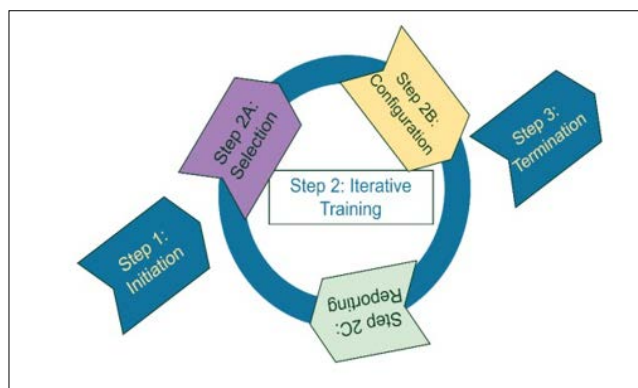 Step 1:
Initiation
Step 2A:
Selection
Step 2: Iterative
Training
Step 2B:
Configuration
Step 2C:
Reporting
Step 3:
Termination